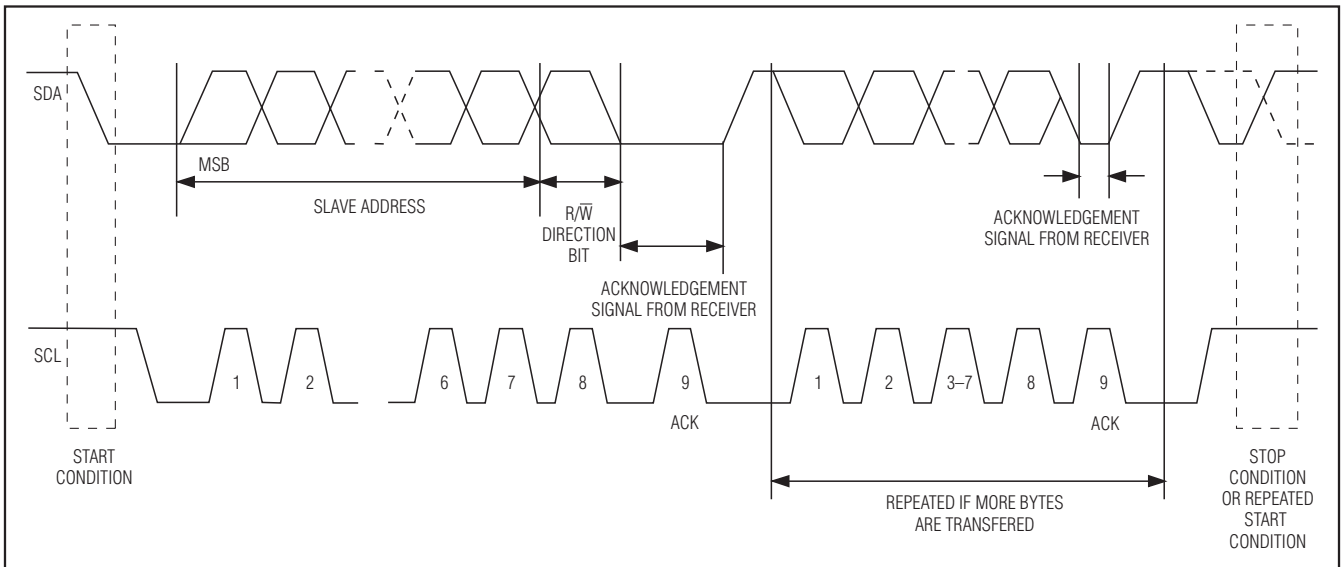 SDA
MSB
SLAVE ADDRESS
R/W̅
DIRECTION
BIT
ACKNOWLEDGEMENT
SIGNAL FROM RECEIVER
ACKNOWLEDGEMENT
SIGNAL FROM RECEIVER
SCL
1 2 6 7 8 9 1 2 3–7 8 9
ACK ACK
START
CONDITION
REPEATED IF MORE BYTES
ARE TRANSFERED
STOP
CONDITION
OR REPEATED
START
CONDITION